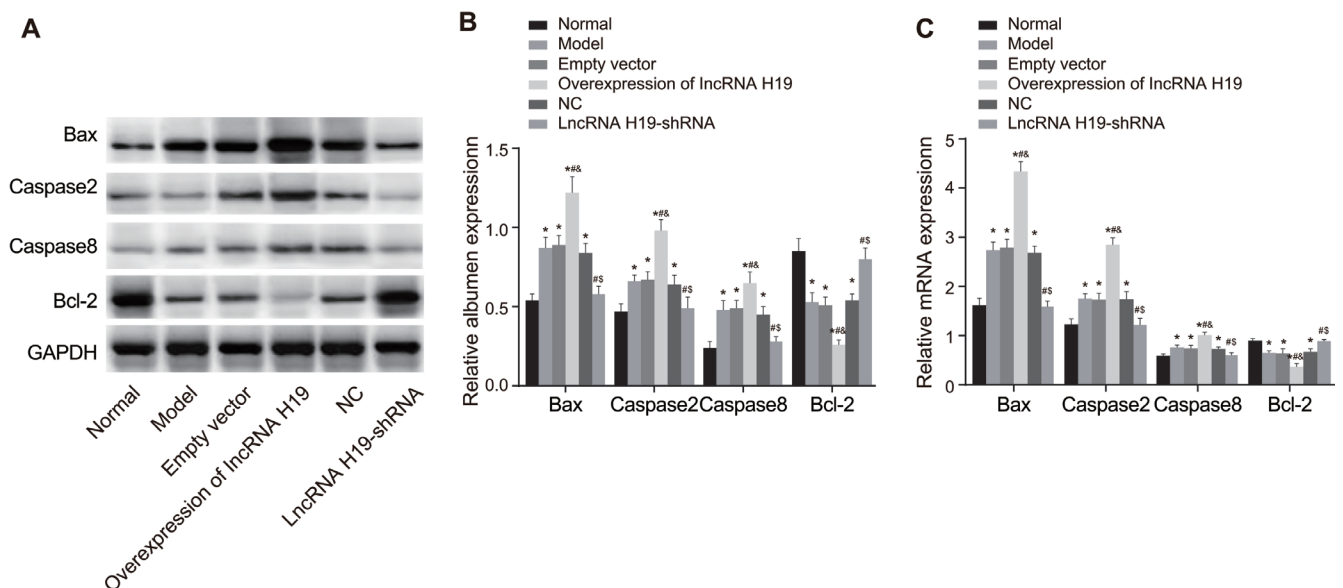 A
Bax
Caspase2
Caspase8
Bcl-2
GAPDH
Normal
Model
Empty vector
Overexpression of lncRNA H19
NC
LncRNA H19-shRNA
B
Normal
Model
Empty vector
Overexpression of lncRNA H19
NC
LncRNA H19-shRNA
Relative albumen expressionn
1.5
1.0
0.5
0.0
* * *#& * #$
* * *#& * #$
* * *#& * #$
* * *#& * #$
Bax Caspase2 Caspase8 Bcl-2
C
Normal
Model
Empty vector
Overexpression of lncRNA H19
NC
LncRNA H19-shRNA
Relative mRNA expressionn
5
4
3
2
1
0
* * *#& * #$
* * *#& * #$
* * *#& * #$
* * *#& * #$
Bax Caspase2 Caspase8 Bcl-2